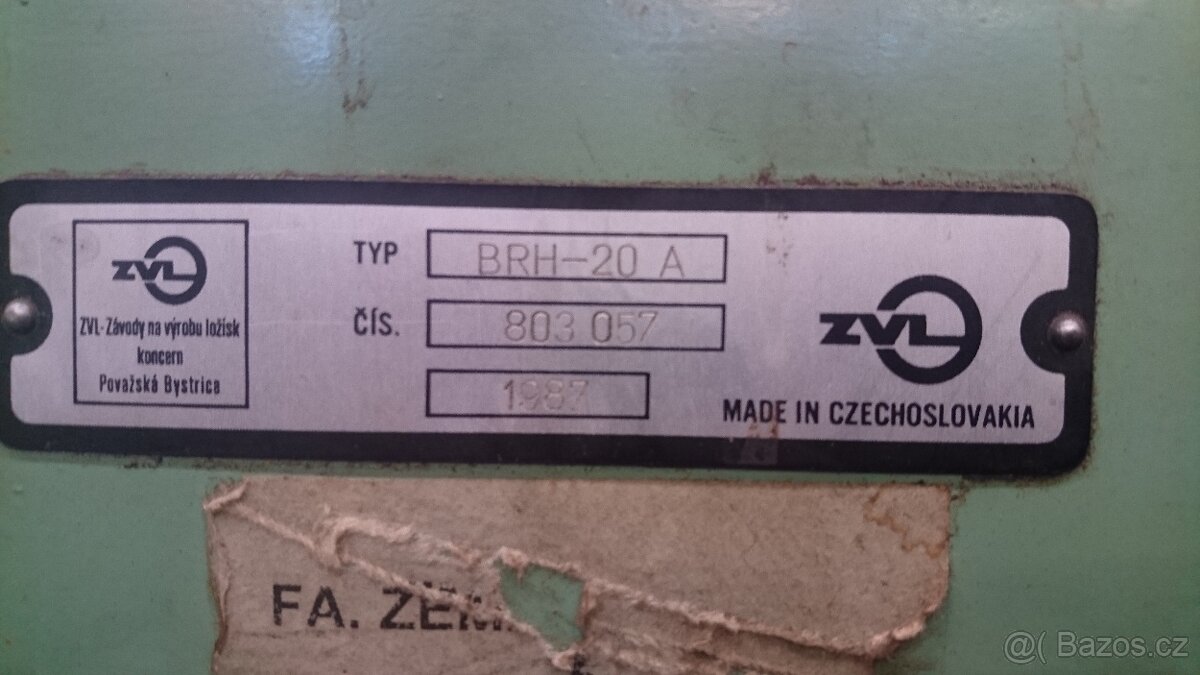 ZVL
ZVL- Závody na výrobu ložísk
koncern
Považská Bystrica
TYP BRH-20 A
ČÍS. 803 057
1987
ZVL
MADE IN CZECHOSLOVAKIA
FA.
@( Bazos.cz